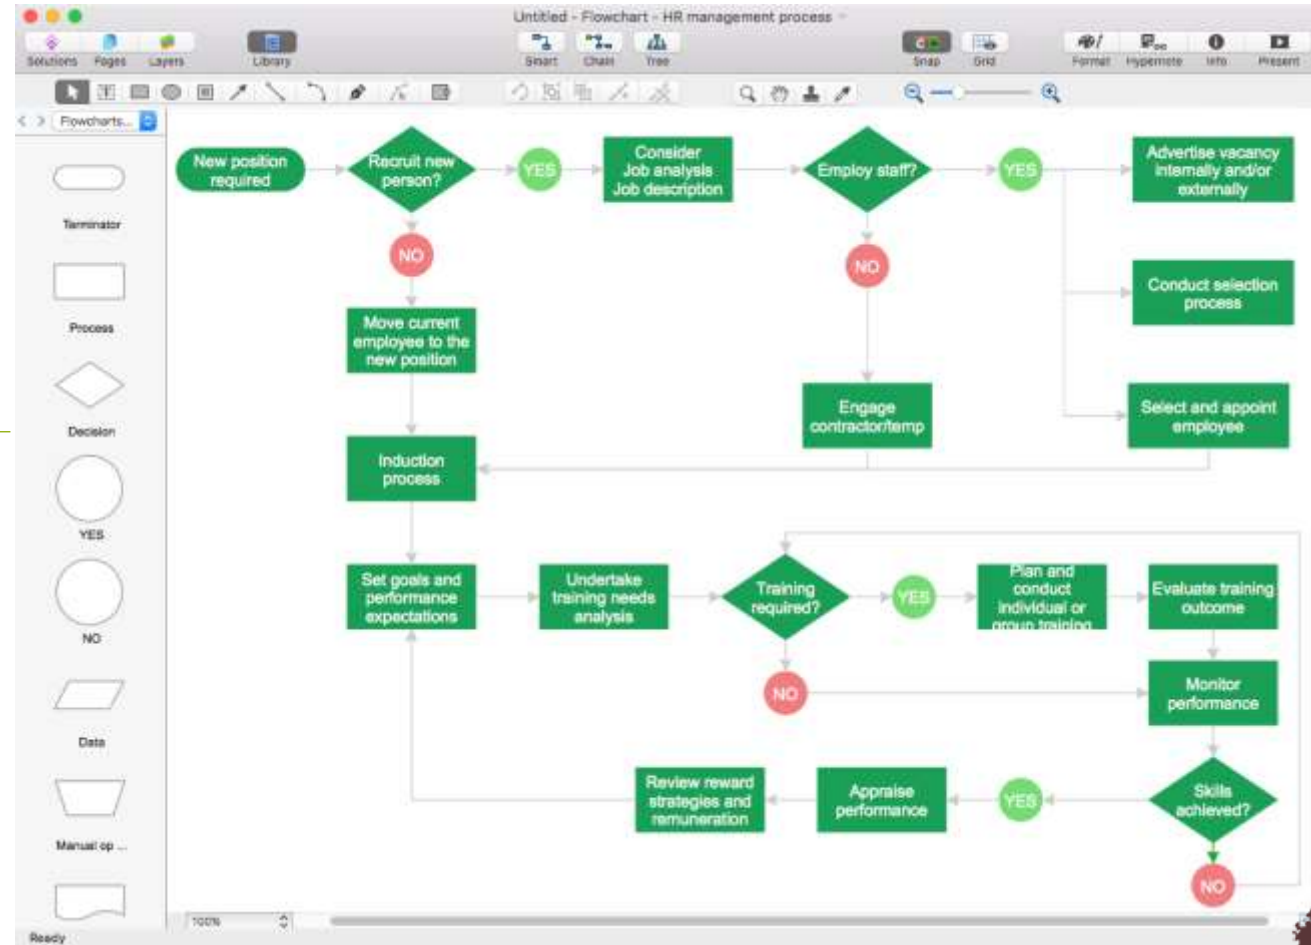 Untitled - Flowchart - HR management process
Solutions Pages Layers Library Smart Chain Tree Snap Grid Format Hypernote Info Present
Flowcharts...
Terminator
Process
Decision
YES
NO
Data
Manual op ...
New position
required
Recruit new
person?
YES
Consider
Job analysis
Job description
Employ staff?
YES
Advertise vacancy
internally and/or
externally
NO
NO
Conduct selection
process
Move current
employee to the
new position
Engage
contractor/temp
Select and appoint
employee
Induction
process
Set goals and
performance
expectations
Undertake
training needs
analysis
Training
required?
YES
Plan and
conduct
individual or
group training
Evaluate training
outcome
NO
Monitor
performance
Review reward
strategies and
remuneration
Appraise
performance
YES
Skills
achieved?
NO
100%
Ready